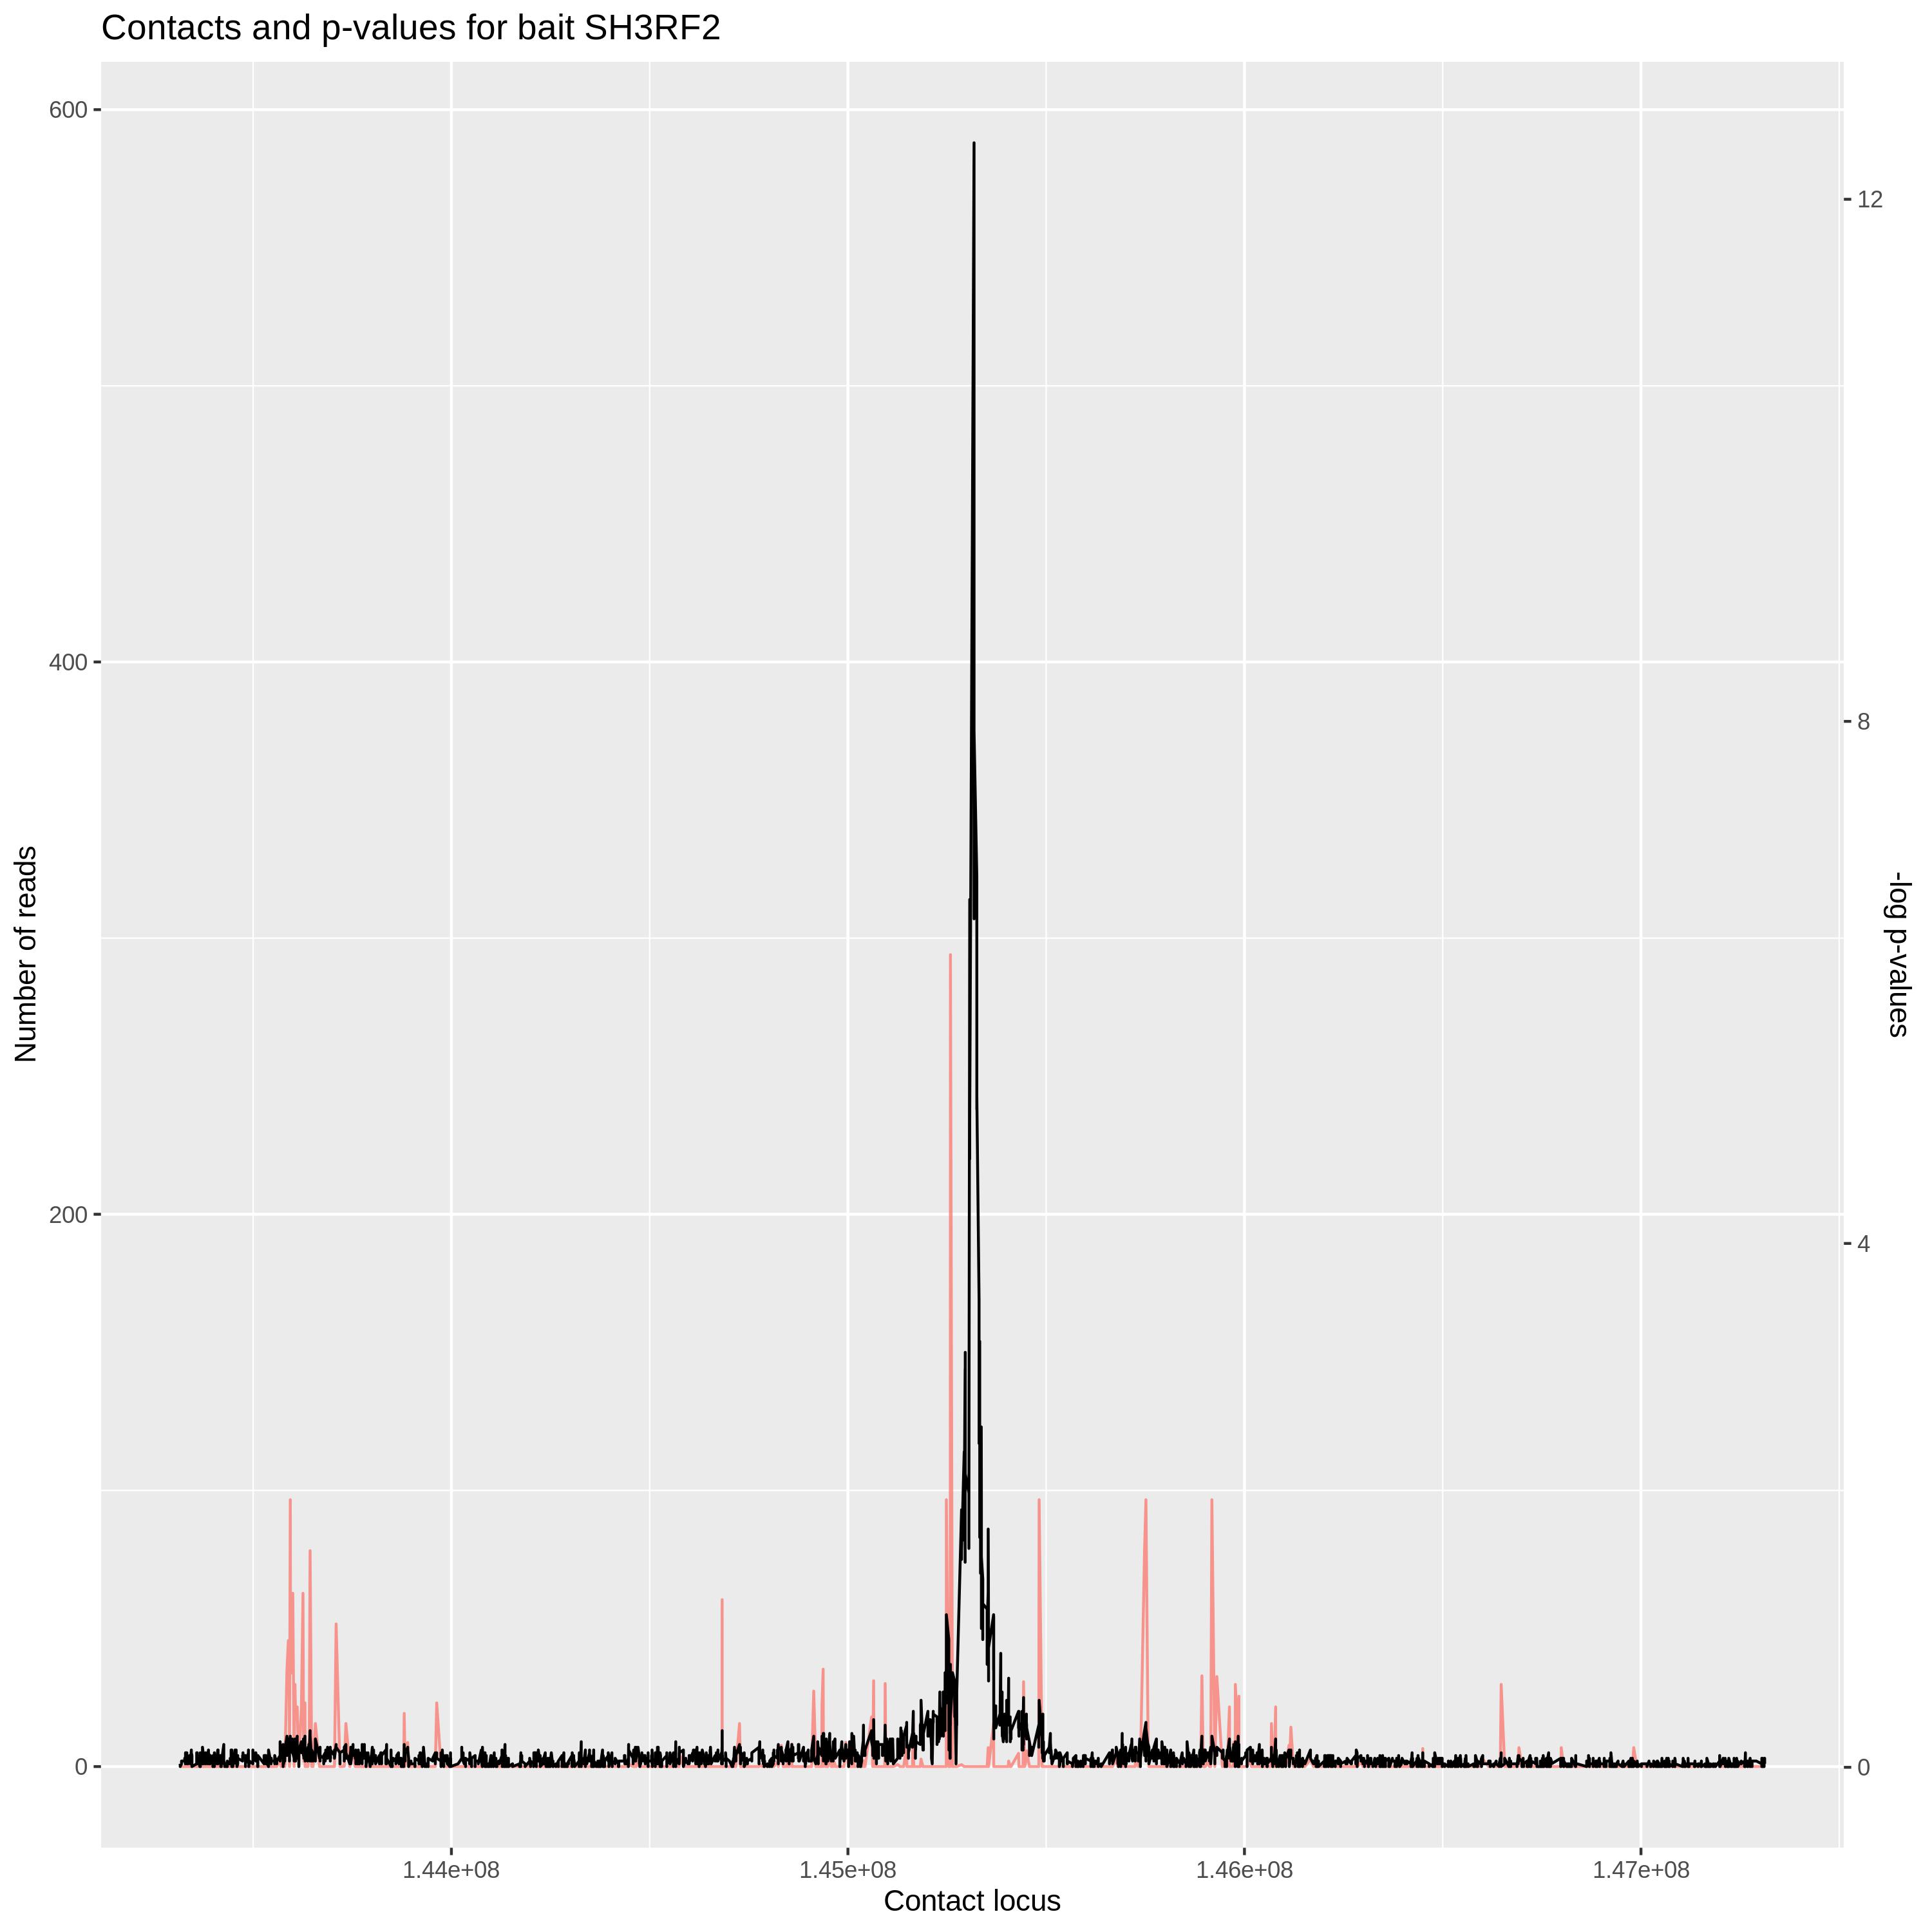 Contacts and p-values for bait SH3RF2
600
400
200
0
Number of reads
12
8
4
0
-log p-values
1.44e+08 1.45e+08 1.46e+08 1.47e+08
Contact locus